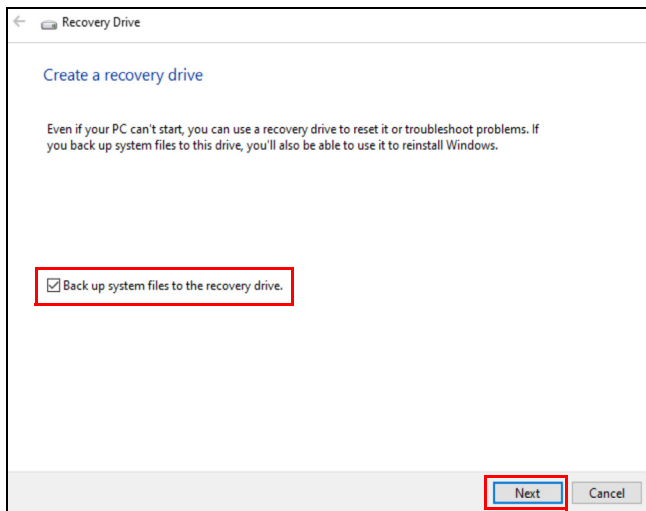 Recovery Drive
Create a recovery drive
Even if your PC can't start, you can use a recovery drive to reset it or troubleshoot problems. If
you back up system files to this drive, you'll also be able to use it to reinstall Windows.
Back up system files to the recovery drive.
Next Cancel